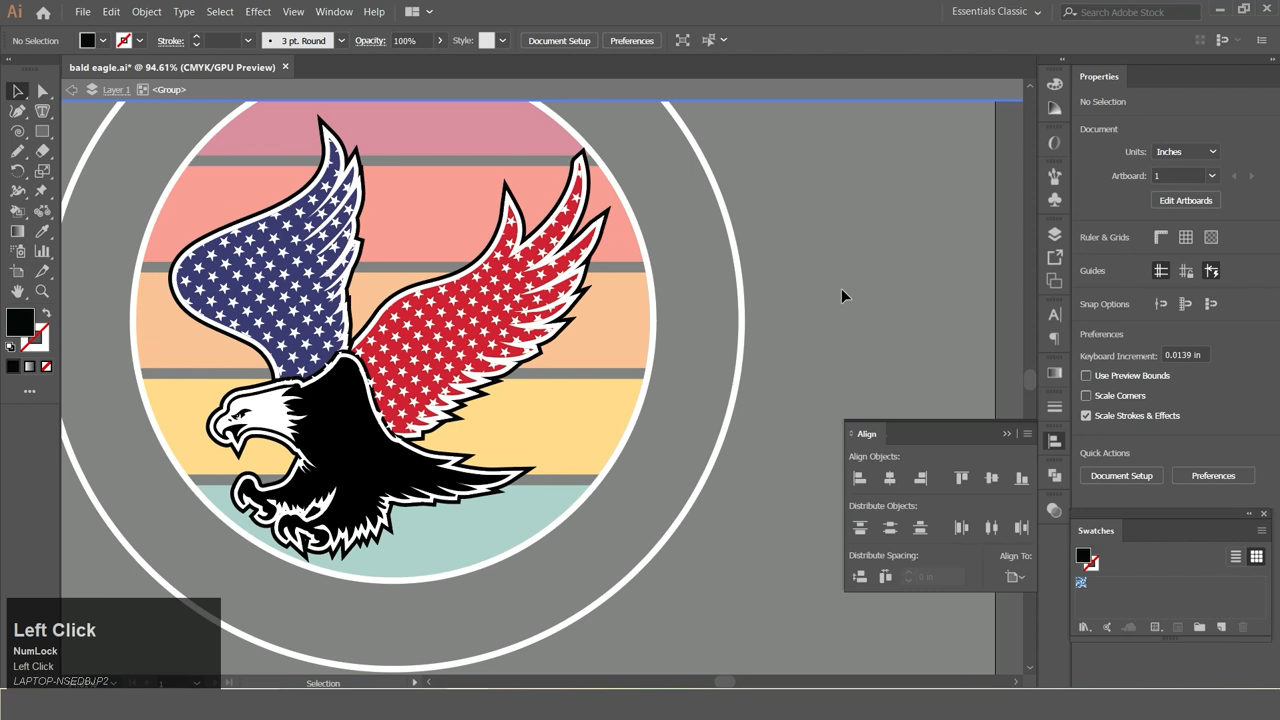 Ai File Edit Object Type Select Effect View Window Help Essentials Classic Search Adobe Stock
No Selection Stroke: 3 pt. Round Opacity: 100% Style: Document Setup Preferences
bald eagle.ai* @ 94.61% (CMYK/GPU Preview)
Layer 1 <Group>
Properties
No Selection
Document
Units: Inches
Artboard: 1
Edit Artboards
Ruler & Grids
Guides
Snap Options
Preferences
Keyboard Increment: 0.0139 in
Use Preview Bounds
Scale Corners
Scale Strokes & Effects
Quick Actions
Document Setup Preferences
Align
Align Objects:
Distribute Objects:
Distribute Spacing: Align To:
0 in
Swatches
Left Click
NumLock
Left Click
LAPTOP-NSEDBJP2
1 Selection